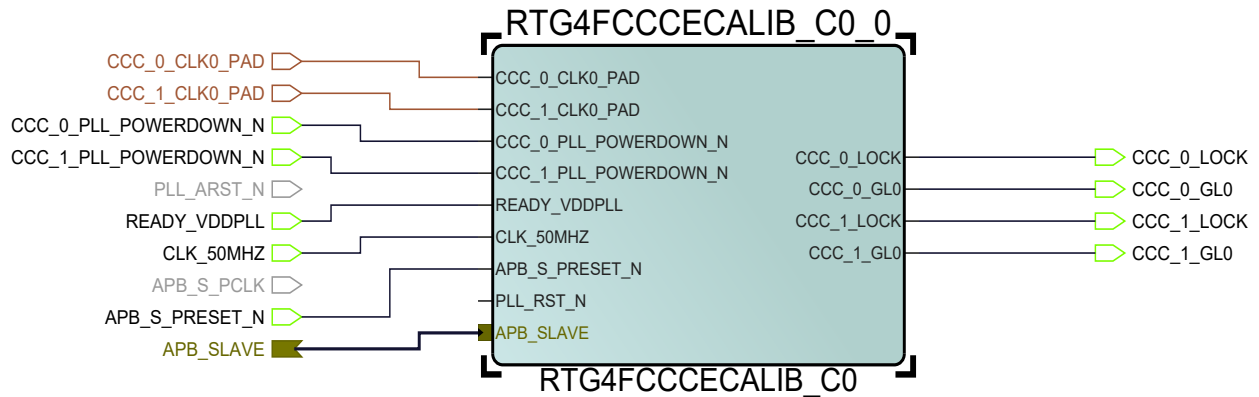 RTG4FCCCECALIB_C0_0
CCC_0_CLK0_PAD
CCC_1_CLK0_PAD
CCC_0_PLL_POWERDOWN_N
CCC_1_PLL_POWERDOWN_N
PLL_ARST_N
READY_VDDPLL
CLK_50MHZ
APB_S_PCLK
APB_S_PRESET_N
APB_SLAVE
CCC_0_CLK0_PAD
CCC_1_CLK0_PAD
CCC_0_PLL_POWERDOWN_N
CCC_1_PLL_POWERDOWN_N
READY_VDDPLL
CLK_50MHZ
APB_S_PRESET_N
PLL_RST_N
APB_SLAVE
CCC_0_LOCK
CCC_0_GL0
CCC_1_LOCK
CCC_1_GL0
CCC_0_LOCK
CCC_0_GL0
CCC_1_LOCK
CCC_1_GL0
RTG4FCCCECALIB_C0